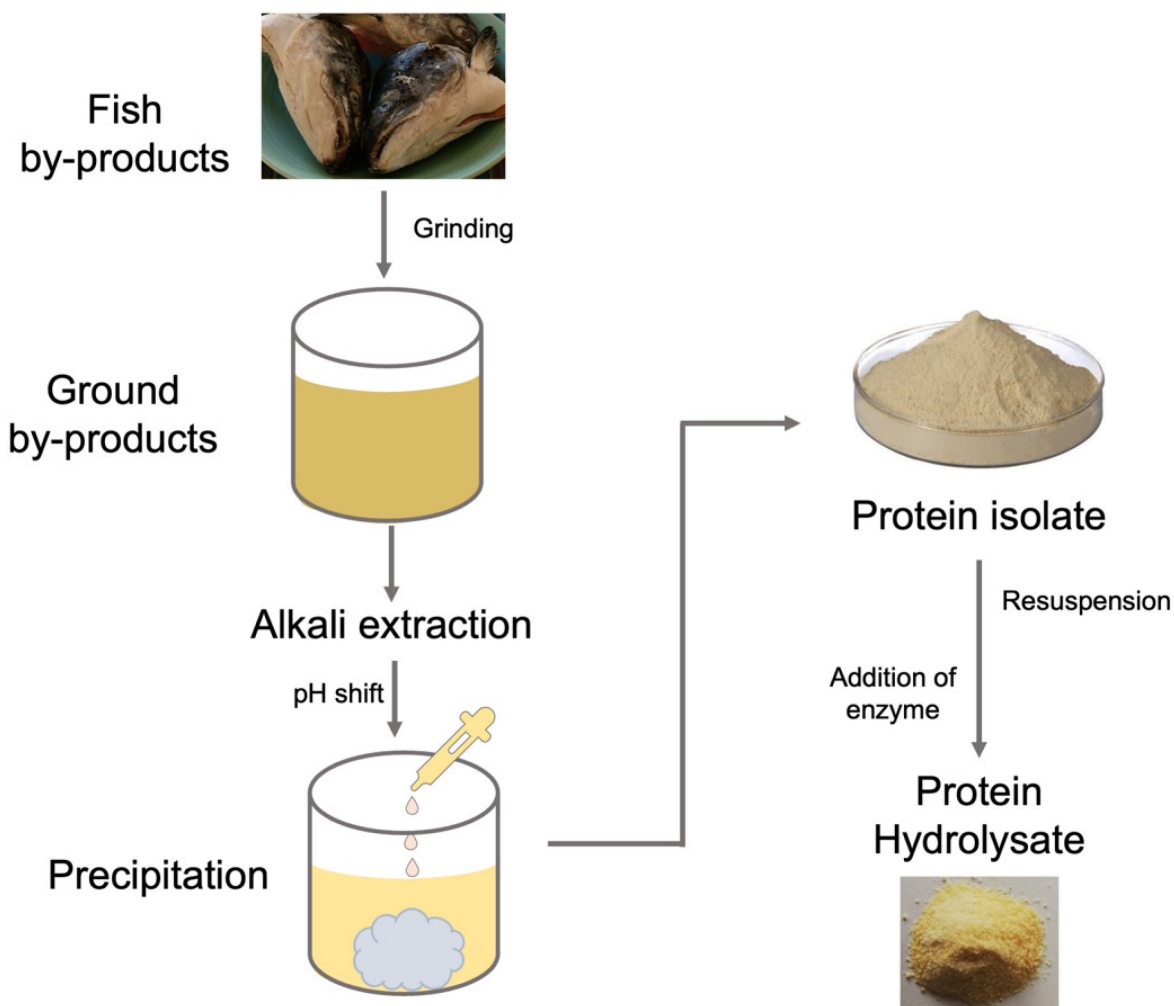 Fish
by-products
Grinding
Ground
by-products
Alkali extraction
pH shift
Precipitation
Protein isolate
Resuspension
Addition of
enzyme
Protein
Hydrolysate